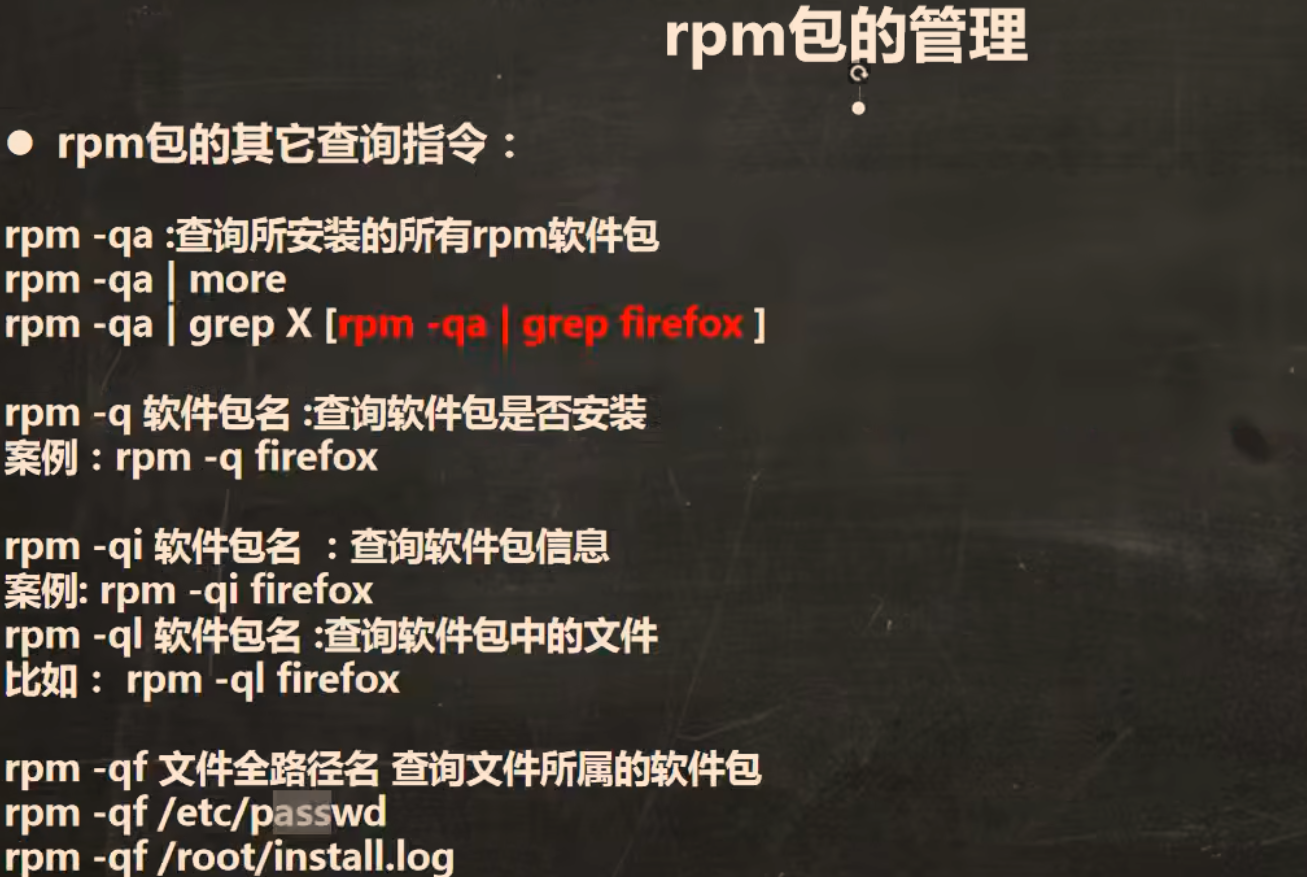 rpm包的管理
● rpm包的其它查询指令：
rpm -qa :查询所安装的所有rpm软件包
rpm -qa | more
rpm -qa | grep X [rpm -qa | grep firefox ]
rpm -q 软件包名 :查询软件包是否安装
案例：rpm -q firefox
rpm -qi 软件包名 ：查询软件包信息
案例: rpm -qi firefox
rpm -ql 软件包名 :查询软件包中的文件
比如： rpm -ql firefox
rpm -qf 文件全路径名 查询文件所属的软件包
rpm -qf /etc/passwd
rpm -qf /root/install.log